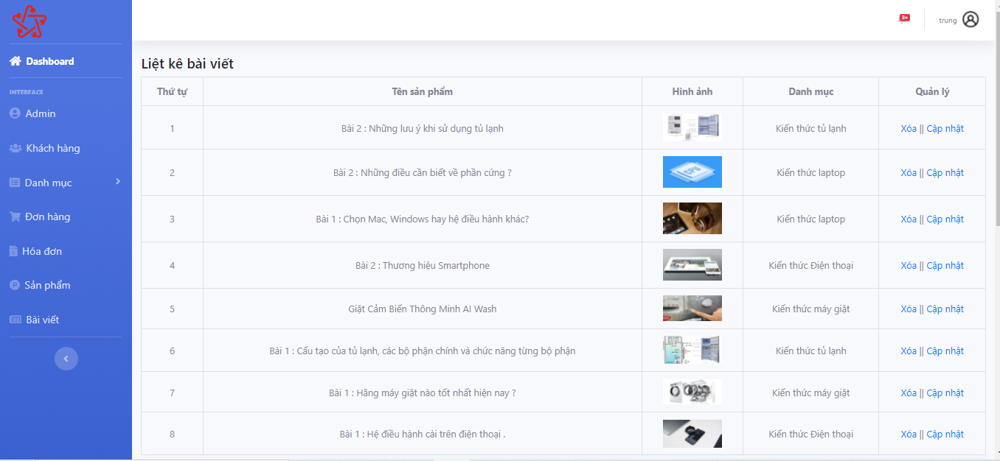 3+
trung
Dashboard
INTERFACE
Admin
Khách hàng
Danh mục
Đơn hàng
Hóa đơn
Sản phẩm
Bài viết
Liệt kê bài viết
Thứ tự Tên sản phẩm Hình ảnh Danh mục Quản lý
1 Bài 2 : Những lưu ý khi sử dụng tủ lạnh Kiến thức tủ lạnh Xóa || Cập nhật
2 Bài 2 : Những điều cần biết về phần cứng ? CPU Kiến thức laptop Xóa || Cập nhật
3 Bài 1 : Chọn Mac, Windows hay hệ điều hành khác? Kiến thức laptop Xóa || Cập nhật
4 Bài 2 : Thương hiệu Smartphone Kiến thức Điện thoại Xóa || Cập nhật
5 Giặt Cảm Biến Thông Minh AI Wash Kiến thức máy giặt Xóa || Cập nhật
6 Bài 1 : Cấu tạo của tủ lạnh, các bộ phận chính và chức năng từng bộ phận Kiến thức tủ lạnh Xóa || Cập nhật
7 Bài 1 : Hãng máy giặt nào tốt nhất hiện nay ? Kiến thức máy giặt Xóa || Cập nhật
8 Bài 1 : Hệ điều hành cài trên điện thoại . Kiến thức Điện thoại Xóa || Cập nhật